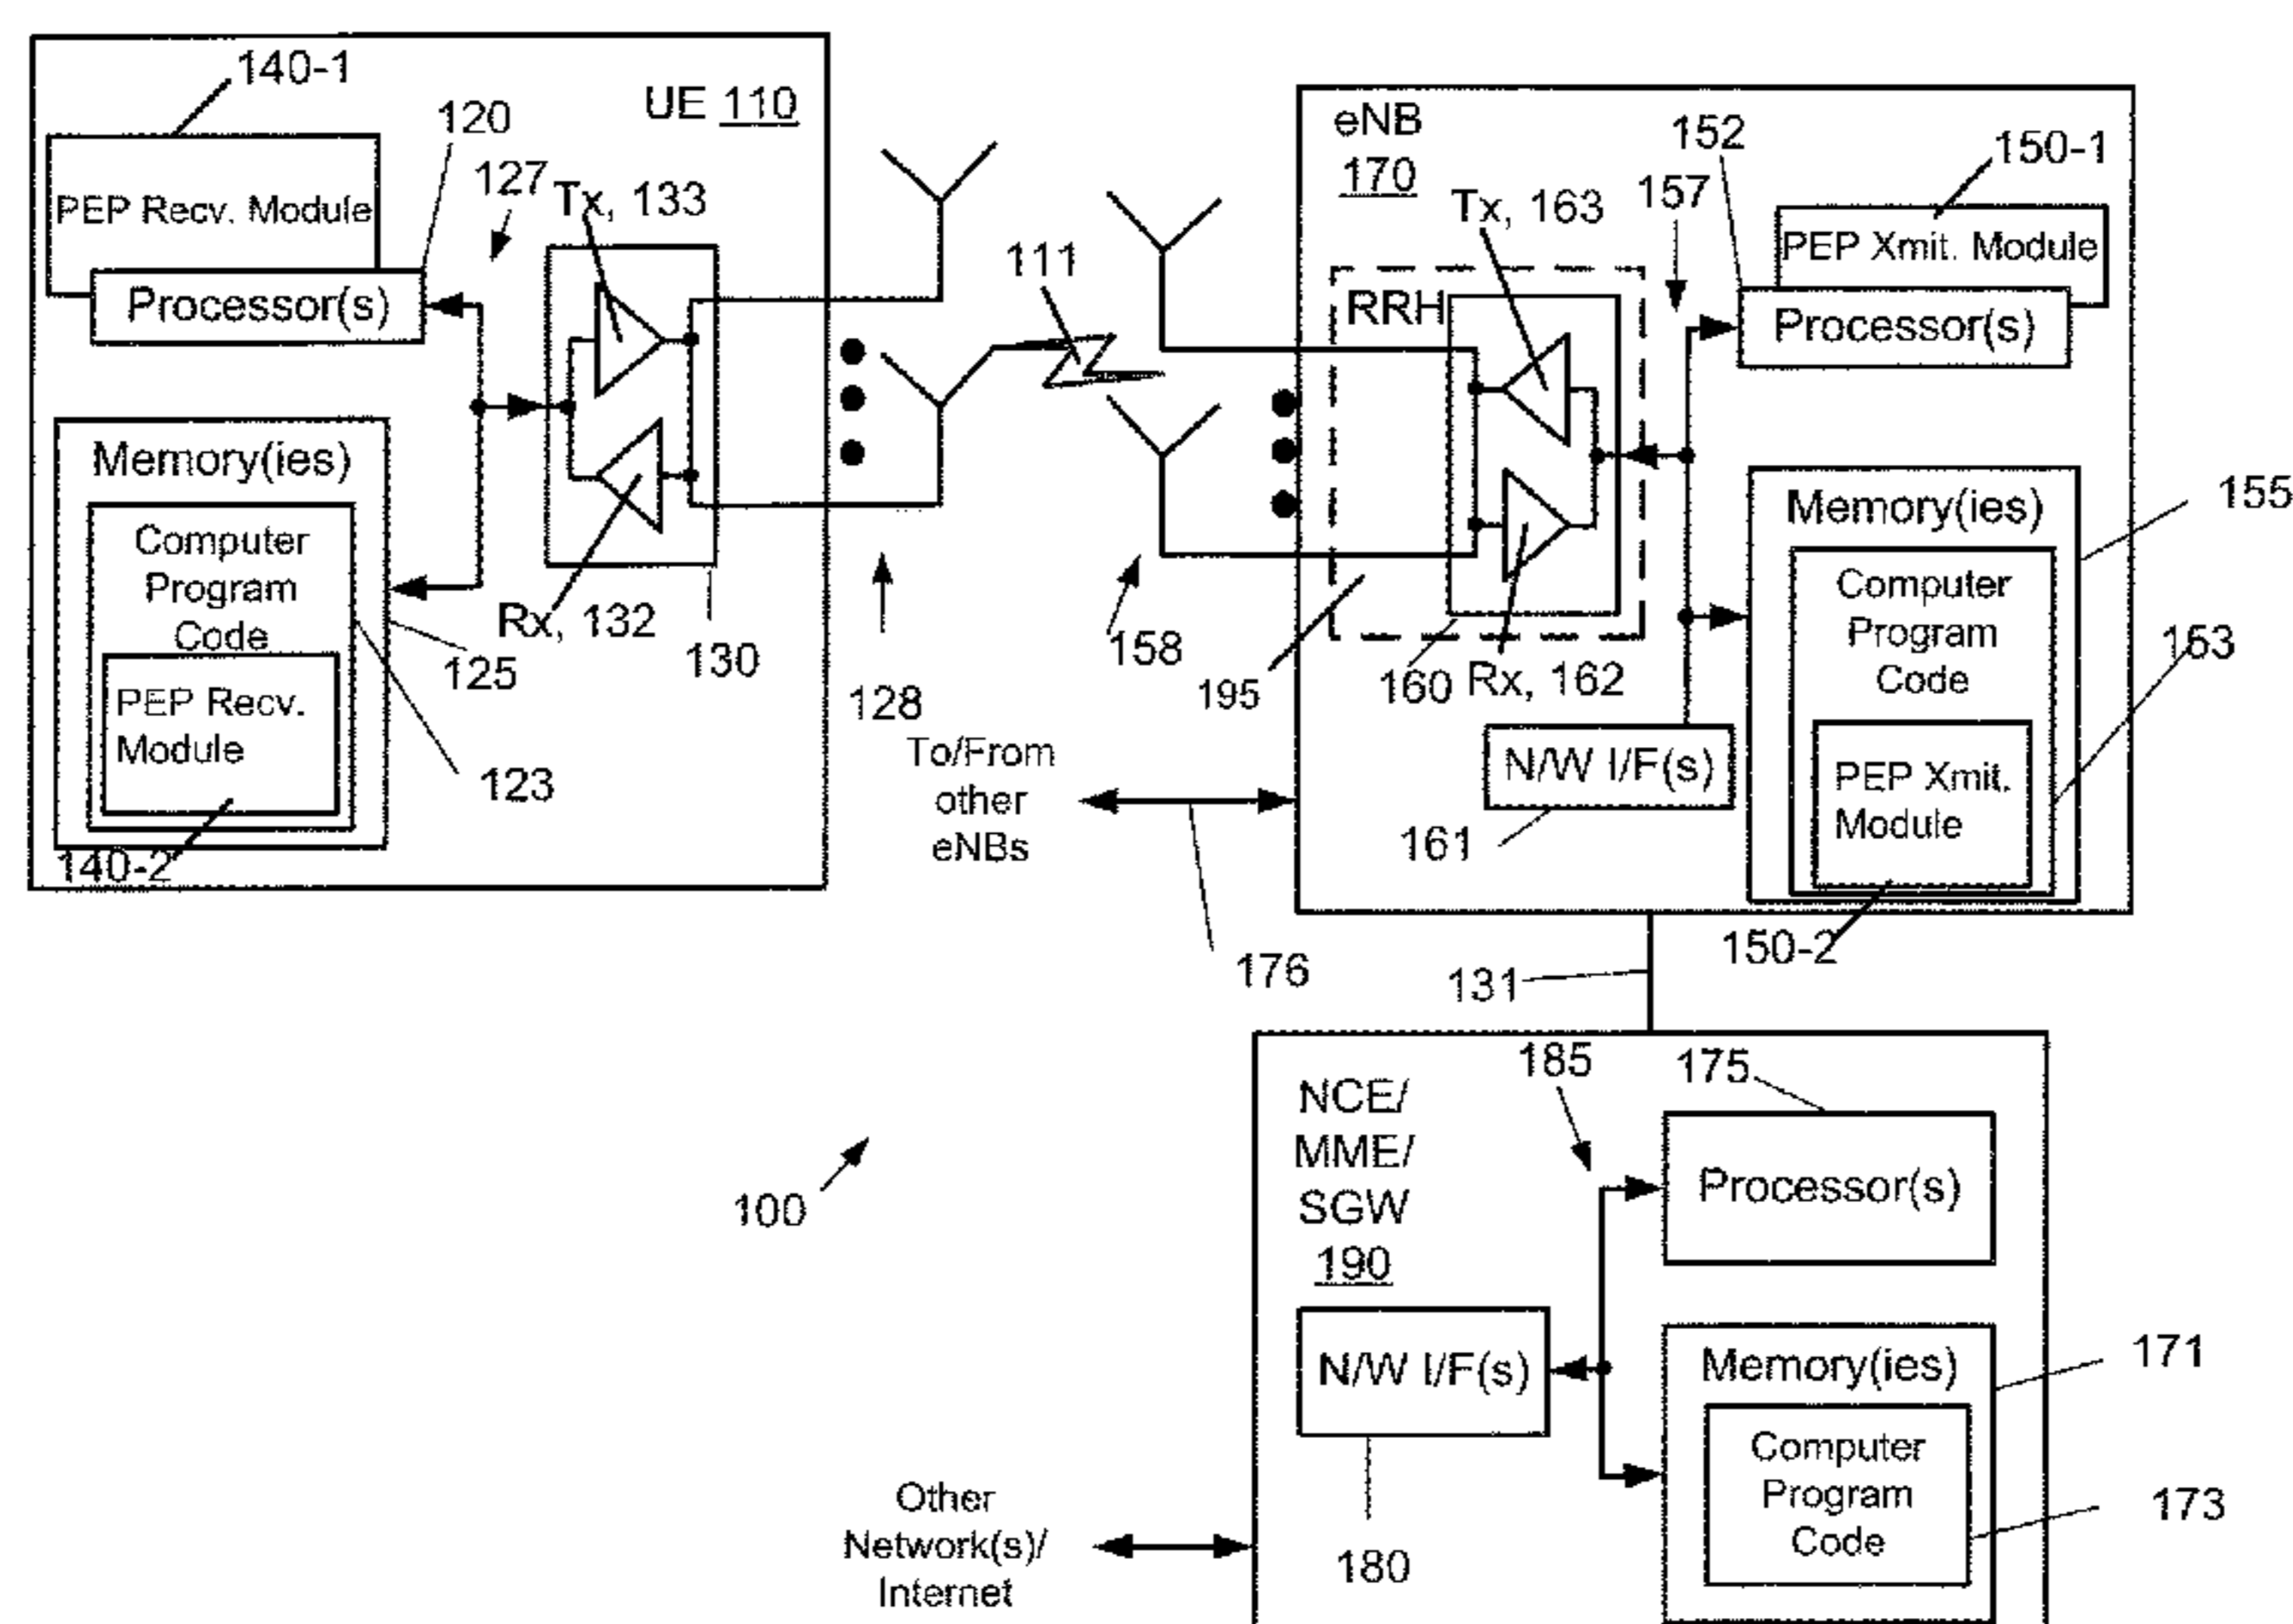 140-1
UE 110
120
127
Tx, 133
PEP Recv. Module
Processor(s)
Memory(ies)
Computer
Program
Code
PEP Recv.
Module
Rx, 132
125
130
123
140-2
128
111
158
eNB
170
RRH
Tx, 163
152
157
150-1
PEP Xmit. Module
Processor(s)
155
Memory(ies)
Computer
Program
Code
153
PEP Xmit.
Module
195
160
Rx, 162
N/W I/F(s)
161
150-2
To/From
other
eNBs
176
131
100
NCE/
MME/
SGW
190
185
175
Processor(s)
N/W I/F(s)
180
Memory(ies)
171
Computer
Program
Code
173
Other
Network(s)/
Internet